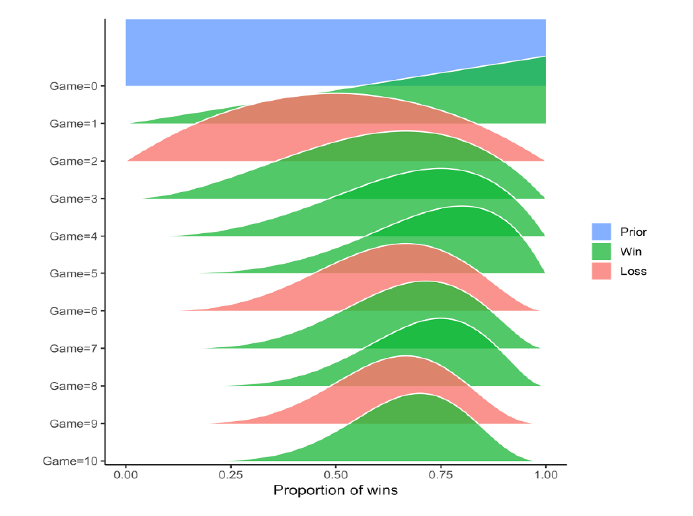 Game=0
Game=1
Game=2
Game=3
Game=4
Game=5
Game=6
Game=7
Game=8
Game=9
Game=10
0.00 0.25 0.50 0.75 1.00
Proportion of wins
Prior
Win
Loss